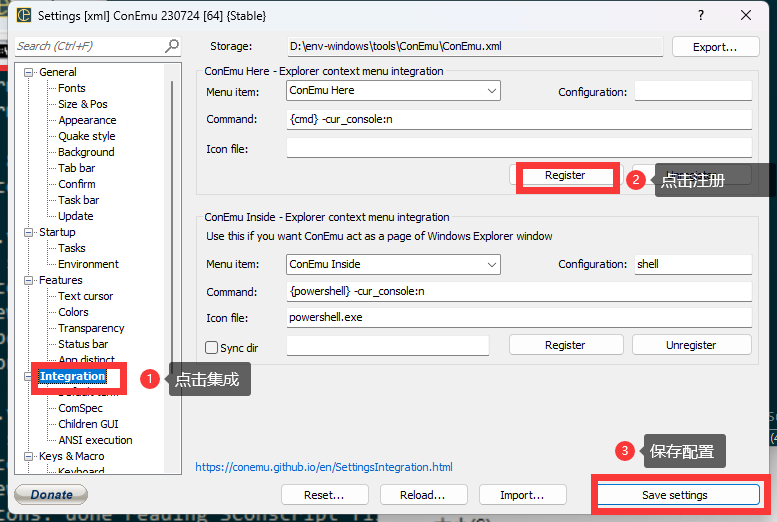 Settings [xml] ConEmu 230724 [64] {Stable}
?
Search (Ctrl+F)
Storage:
D:\env-windows\tools\ConEmu\ConEmu.xml
Export...
General
Fonts
Size & Pos
Appearance
Quake style
Background
Tab bar
Confirm
Task bar
Update
Startup
Tasks
Environment
Features
Text cursor
Colors
Transparency
Status bar
App distinct
Integration
ComSpec
Children GUI
ANSI execution
Keys & Macro
Keyboard
1 点击集成
ConEmu Here - Explorer context menu integration
Menu item:
ConEmu Here
Configuration:
Command:
{cmd} -cur_console:n
Icon file:
Register
2 点击注册
ConEmu Inside - Explorer context menu integration
Use this if you want ConEmu act as a page of Windows Explorer window
Menu item:
ConEmu Inside
Configuration:
shell
Command:
{powershell} -cur_console:n
Icon file:
powershell.exe
Sync dir
Register
Unregister
3 保存配置
https://conemu.github.io/en/SettingsIntegration.html
Donate
Reset...
Reload...
Import...
Save settings